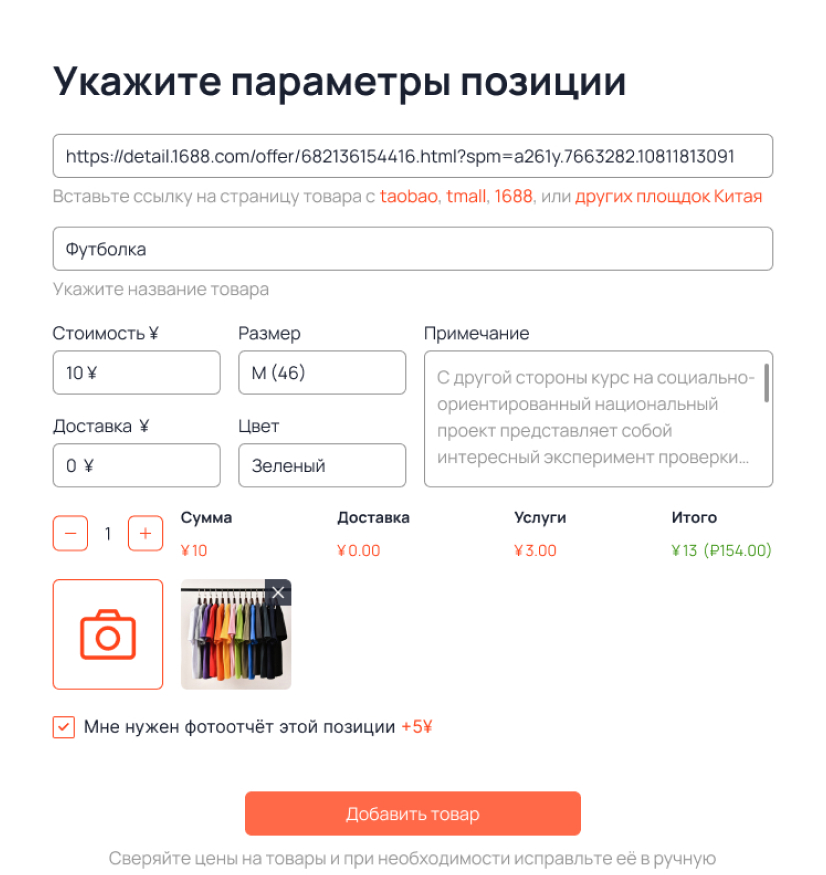 Укажите параметры позиции
https://detail.1688.com/offer/682136154416.html?spm=a261y.7663282.10811813091
Вставьте ссылку на страницу товара с taobao, tmall, 1688, или других площдок Китая
Футболка
Укажите название товара
Стоимость ¥
10 ¥
Размер
M (46)
Примечание
С другой стороны курс на социально-
ориентированный национальный
проект представляет собой
интересный эксперимент проверки...
Доставка ¥
0 ¥
Цвет
Зеленый
− 1 +
Сумма
¥10
Доставка
¥0.00
Услуги
¥3.00
Итого
¥13 (₽154.00)
Мне нужен фотоотчёт этой позиции +5¥
Добавить товар
Сверяйте цены на товары и при необходимости исправльте её в ручную